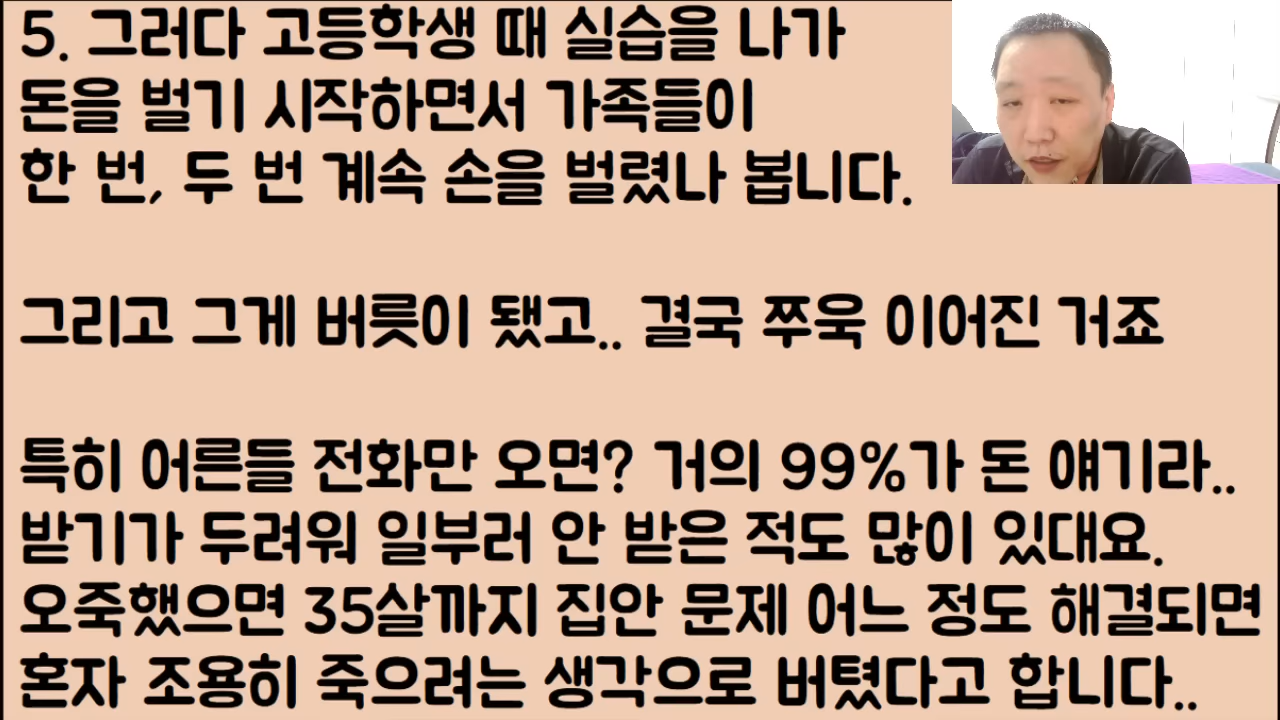 5. 그러다 고등학생 때 실습을 나가
돈을 벌기 시작하면서 가족들이
한 번, 두 번 계속 손을 벌렸나 봅니다.
그리고 그게 버릇이 됐고.. 결국 쭈욱 이어진 거죠
특히 어른들 전화만 오면? 거의 99%가 돈 얘기라..
받기가 두려워 일부러 안 받은 적도 많이 있대요.
오죽했으면 35살까지 집안 문제 어느 정도 해결되면
혼자 조용히 죽으려는 생각으로 버텼다고 합니다..